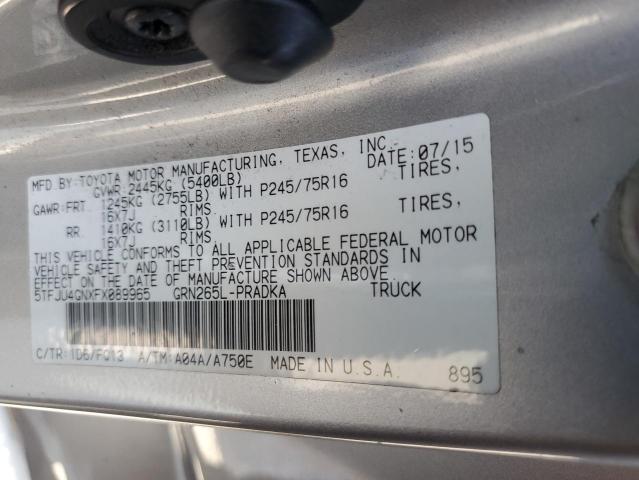 MFD.BY: TOYOTA MOTOR MANUFACTURING, TEXAS, INC. DATE: 07/15
GVWR 2445KG (5400LB)
GAWR: FRT 1245KG (2755LB) WITH P245/75R16 TIRES,
16X7J RIMS
RR 1410KG (3110LB) WITH P245/75R16 TIRES,
16X7J RIMS
THIS VEHICLE CONFORMS TO ALL APPLICABLE FEDERAL MOTOR
VEHICLE SAFETY AND THEFT PREVENTION STANDARDS IN
EFFECT ON THE DATE OF MANUFACTURE SHOWN ABOVE.
5TFJU4GNXFX089965 GRN265L-PRADKA TRUCK
C/TR: 1D6/FQ13 A/TM: A04A/A750E MADE IN U.S.A. 895